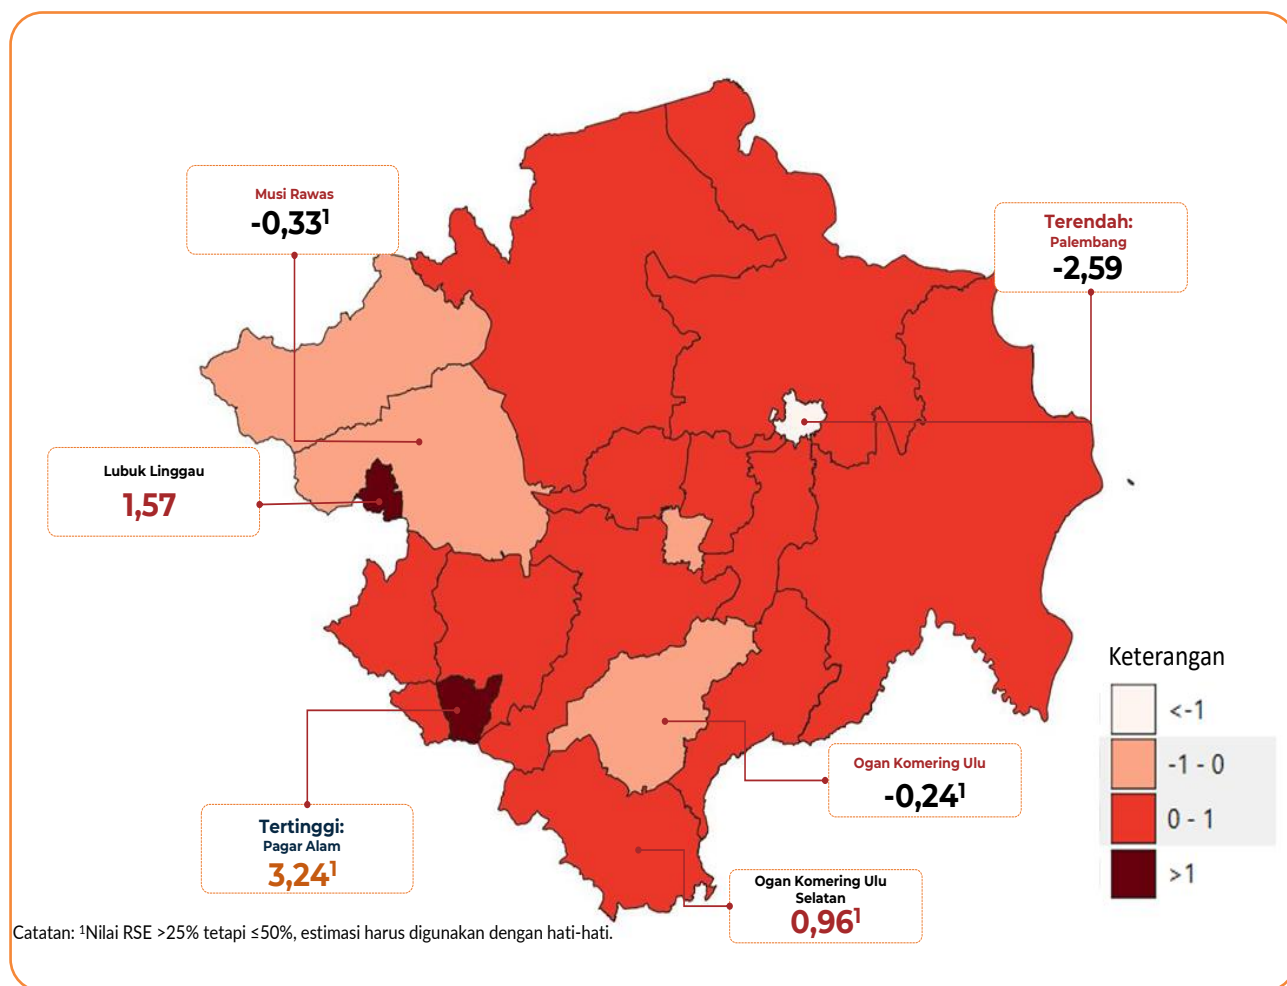 Musi Rawas
-0,33¹
Terendah:
Palembang
-2,59
Lubuk Linggau
1,57
Keterangan
<-1
-1 - 0
0 - 1
>1
Ogan Komering Ulu
-0,24¹
Tertinggi:
Pagar Alam
3,24¹
Ogan Komering Ulu
Selatan
0,96¹
Catatan: ¹Nilai RSE >25% tetapi ≤50%, estimasi harus digunakan dengan hati-hati.